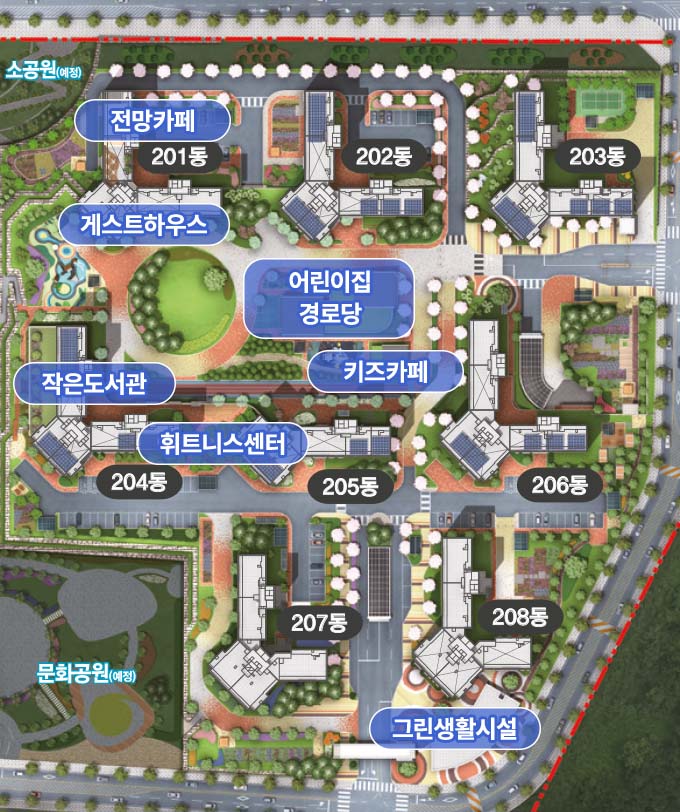 소공원(예정)
전망카페
201동
202동
203동
게스트하우스
어린이집
경로당
키즈카페
작은도서관
휘트니스센터
204동
205동
206동
207동
208동
문화공원(예정)
그린생활시설